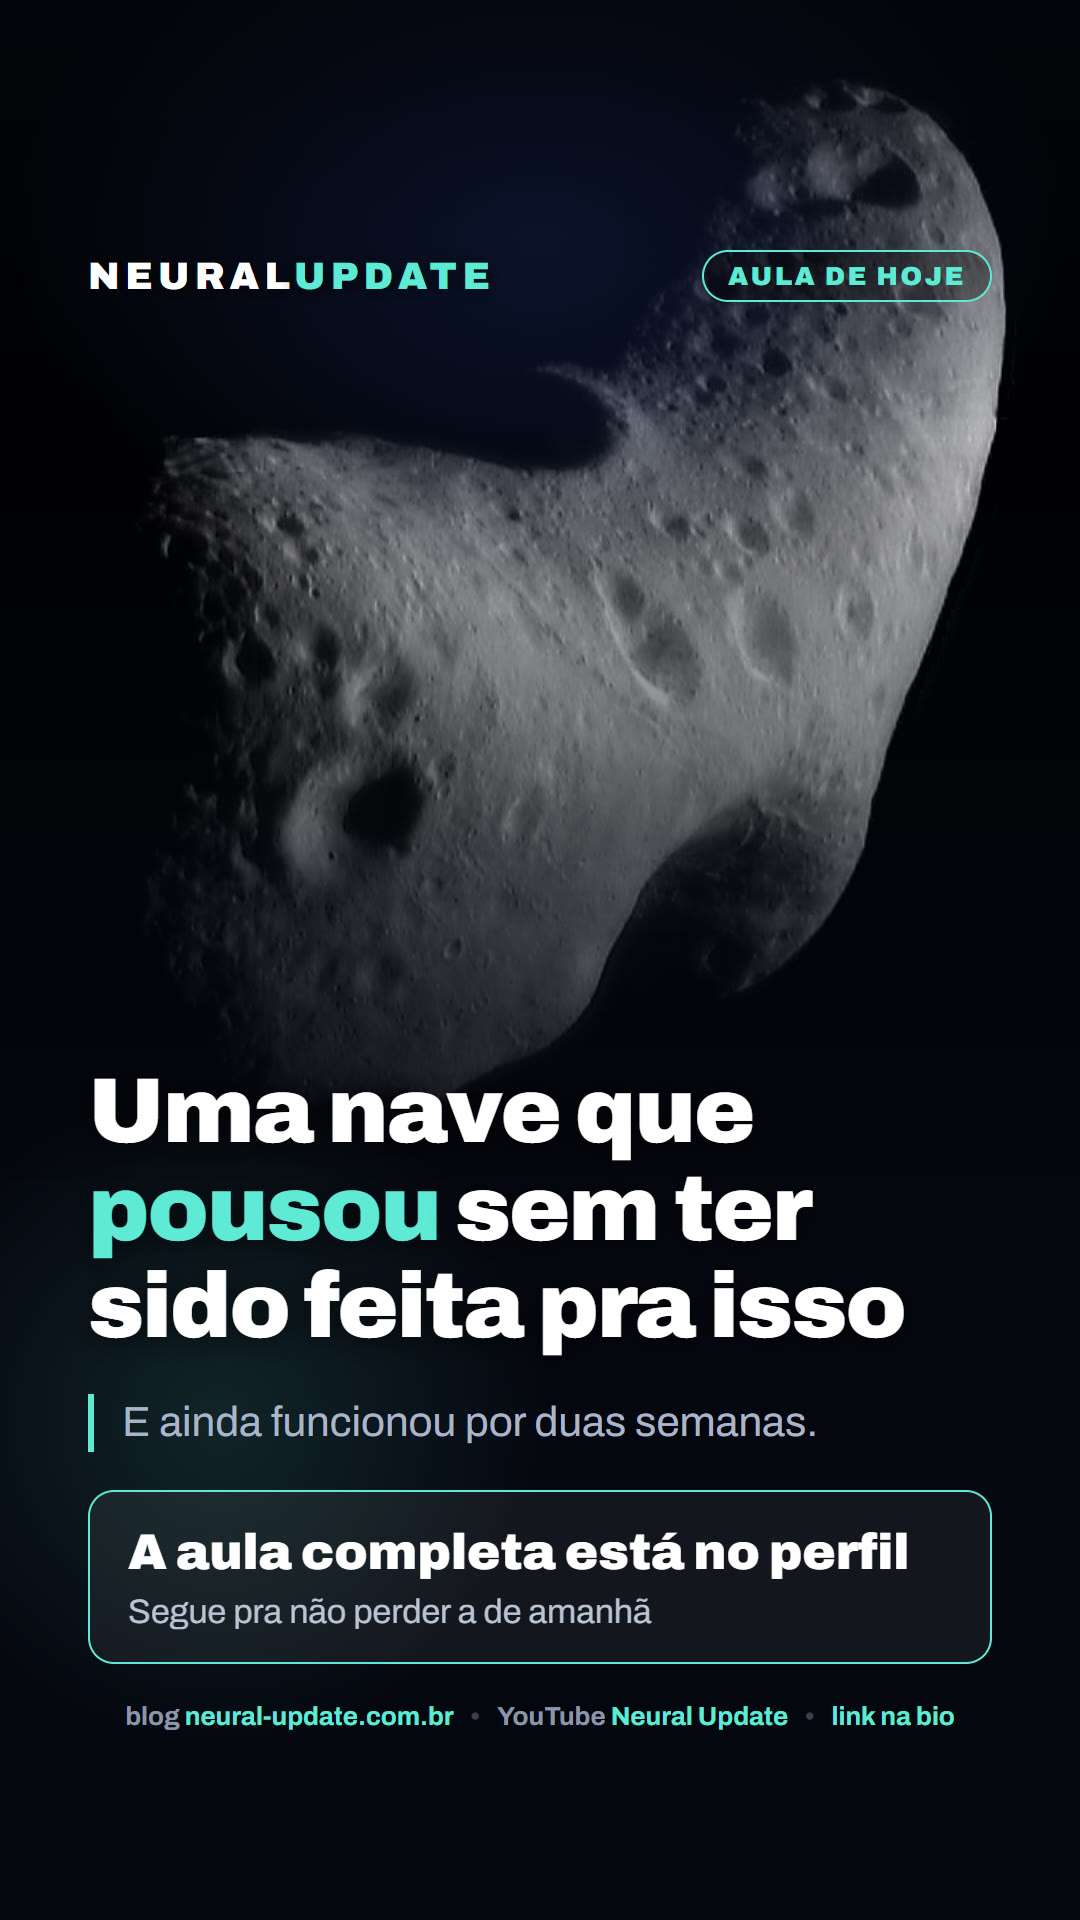 NEURALUPDATE
AULA DE HOJE
Uma nave que
pousou sem ter
sido feita pra isso
E ainda funcionou por duas semanas.
A aula completa está no perfil
Segue pra não perder a de amanhã
blog neural-update.com.br • YouTube Neural Update • link na bio